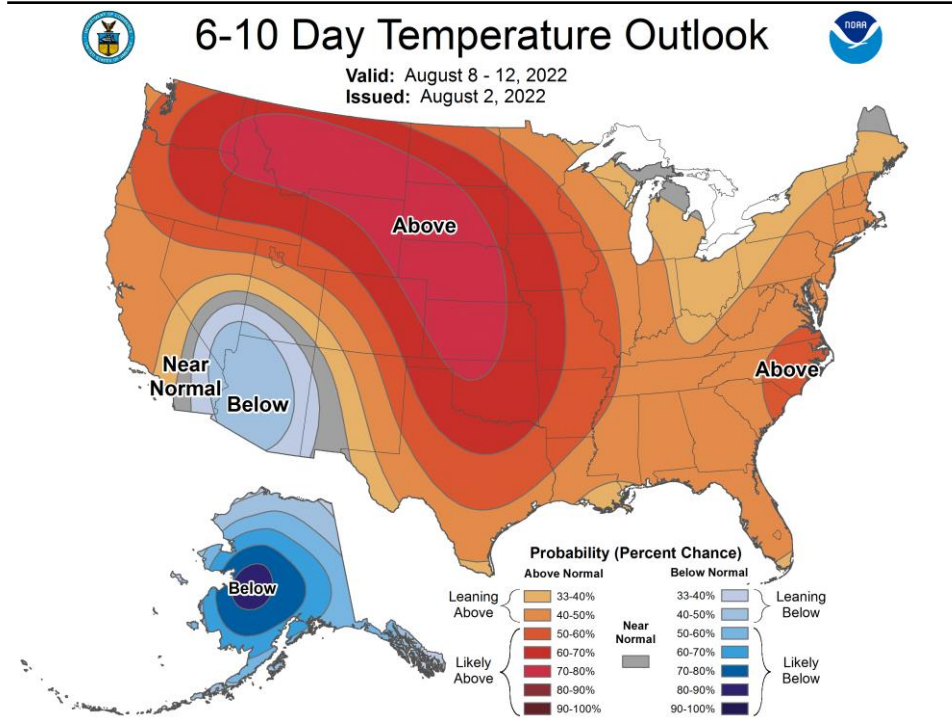 6-10 Day Temperature Outlook
NOAA
Valid: August 8 - 12, 2022
Issued: August 2, 2022
Above
Near
Normal
Below
Above
Below
Probability (Percent Chance)
Above Normal
Below Normal
Leaning
Above
33-40%
40-50%
Likely
Above
50-60%
60-70%
70-80%
80-90%
90-100%
Near
Normal
33-40%
40-50%
Leaning
Below
50-60%
60-70%
70-80%
80-90%
90-100%
Likely
Below